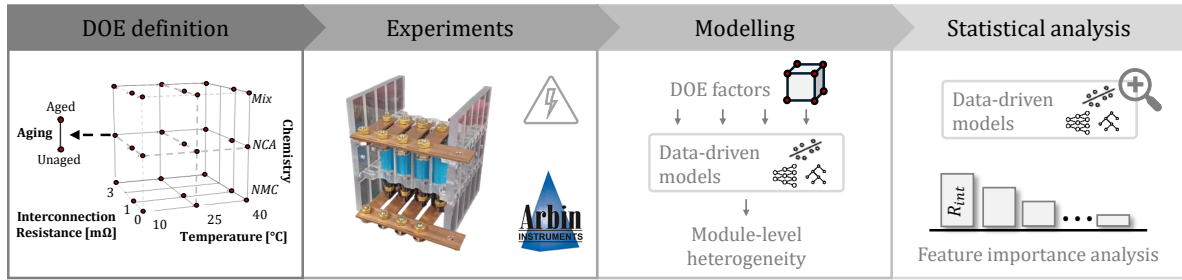 DOE definition
Experiments
Modelling
Statistical analysis
Aged
Aging
Unaged
Mix
NCA
NMC
Chemistry
3
1
0
10
25
40
Interconnection
Resistance [mΩ]
Temperature [°C]
Arbin
INSTRUMENTS
DOE factors
Data-driven
models
Module-level
heterogeneity
Data-driven
models
R_int
Feature importance analysis